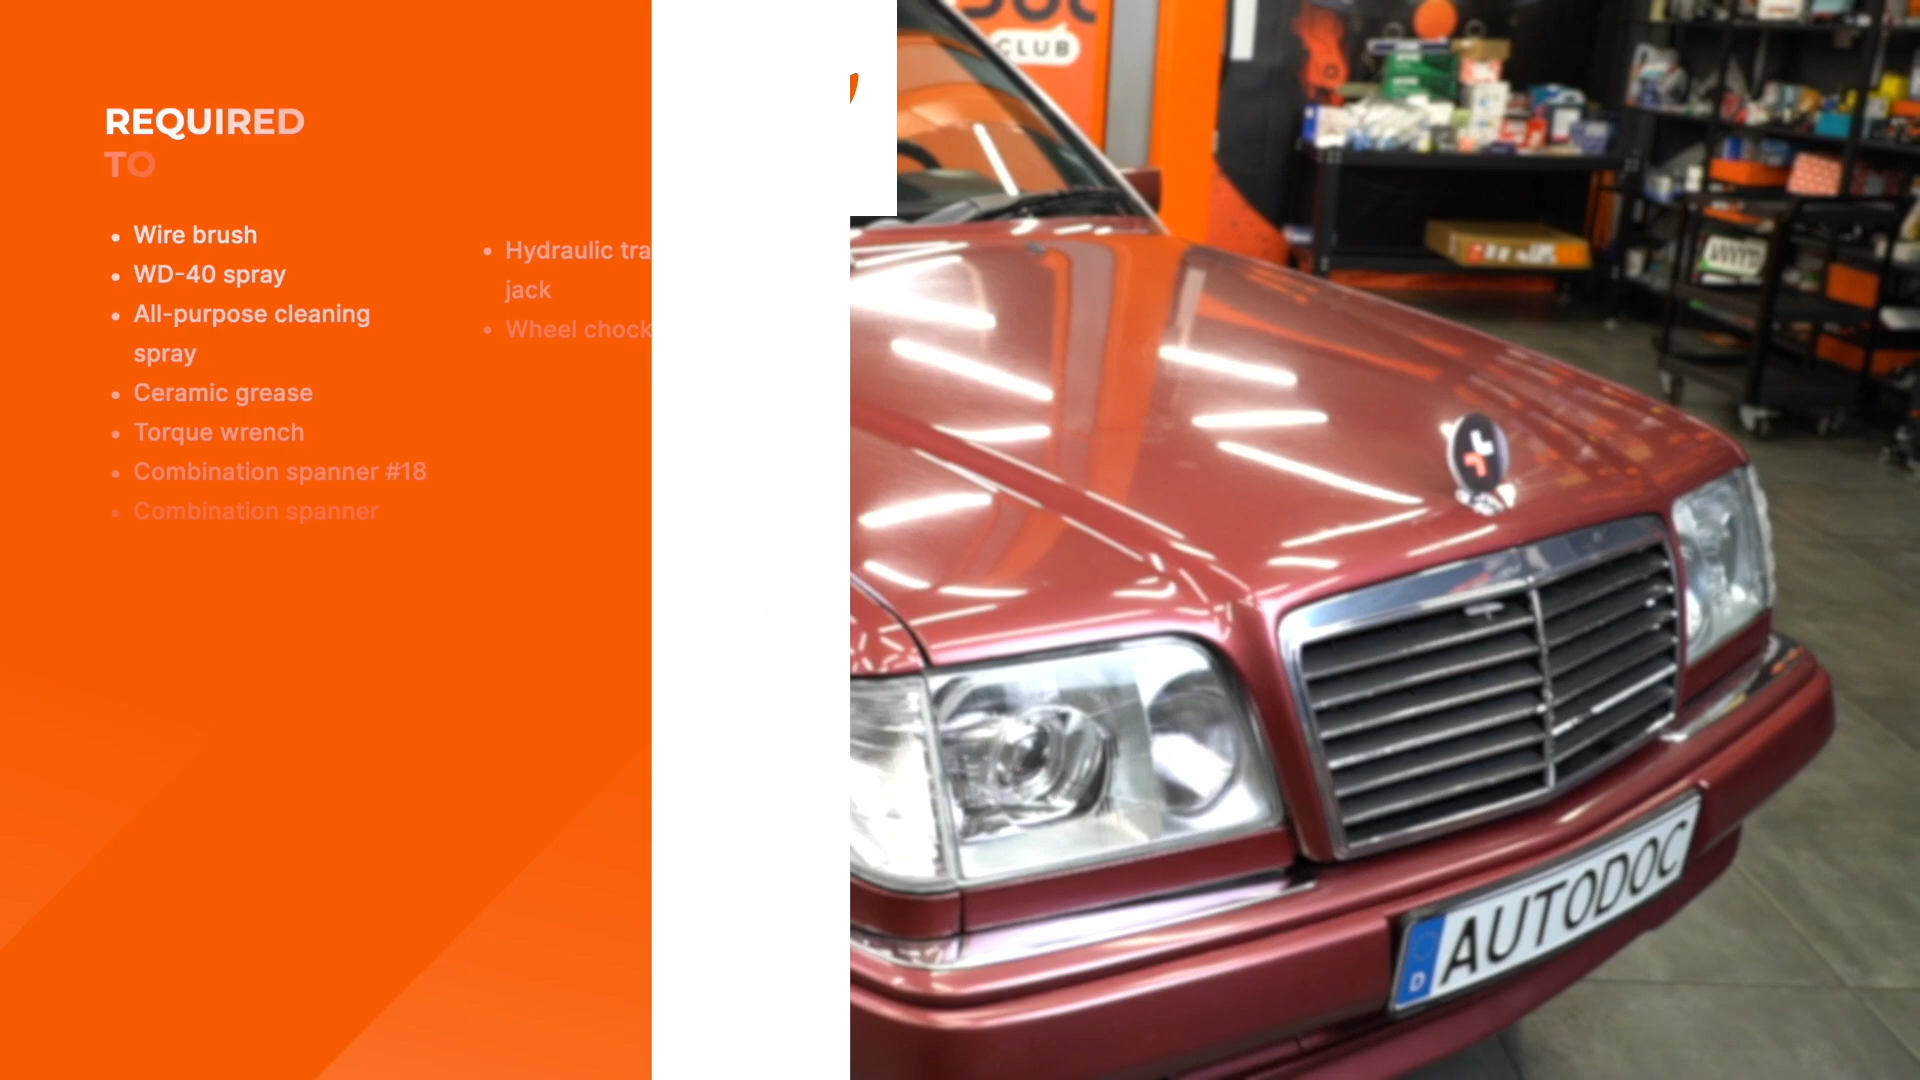 REQUIRED
TO
Wire brush
WD-40 spray
All-purpose cleaning
spray
Ceramic grease
Torque wrench
Combination spanner #18
Combination spanner
Hydraulic tra
jack
Wheel chock
CLUB
AUTODOC
D